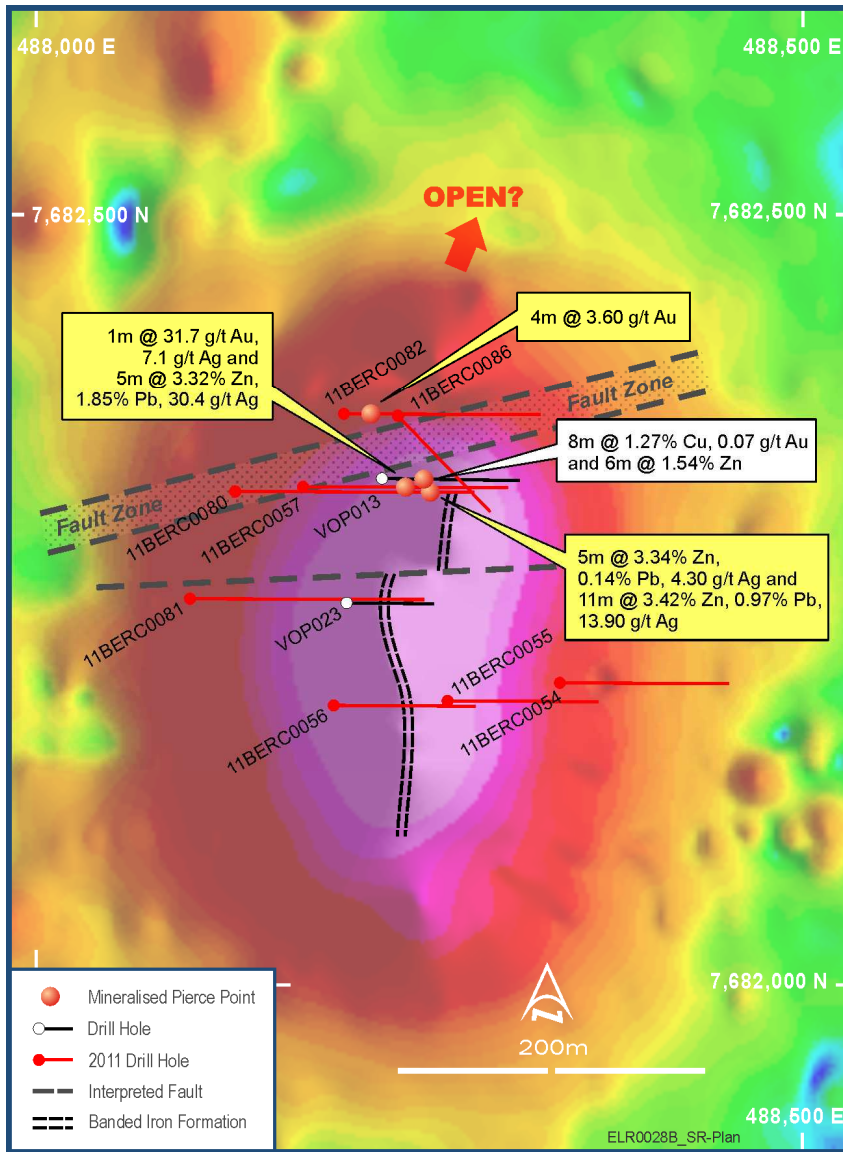 488,000 E
488,500 E
OPEN?
7,682,500 N
7,682,500 N
4m @ 3.60 g/t Au
1m @ 31.7 g/t Au,
7.1 g/t Ag and
5m @ 3.32% Zn,
1.85% Pb, 30.4 g/t Ag
11BERC0082
11BERC0086
Fault Zone
8m @ 1.27% Cu, 0.07 g/t Au
and 6m @ 1.54% Zn
Fault Zone
11BERC0080
11BERC0057
VOP013
5m @ 3.34% Zn,
0.14% Pb, 4.30 g/t Ag and
11m @ 3.42% Zn, 0.97% Pb,
13.90 g/t Ag
11BERC0081
VOP023
11BERC0055
11BERC0054
11BERC0056
7,682,000 N
Mineralised Pierce Point
Drill Hole
2011 Drill Hole
Interpreted Fault
Banded Iron Formation
N
200m
488,500 E
ELR0028B_SR-Plan